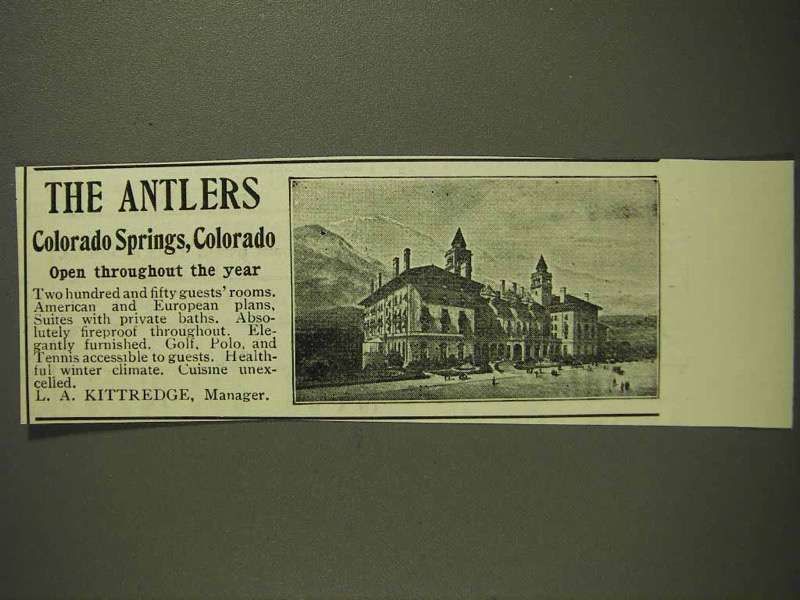 THE ANTLERS
Colorado Springs, Colorado
Open throughout the year
Two hundred and fifty guests' rooms.
American and European plans,
Suites with private baths. Abso-
lutely fireproof throughout. Ele-
gantly furnished. Golf, Polo, and
Tennis accessible to guests. Health-
ful winter climate. Cuisine unex-
celled.
L. A. KITTREDGE, Manager.